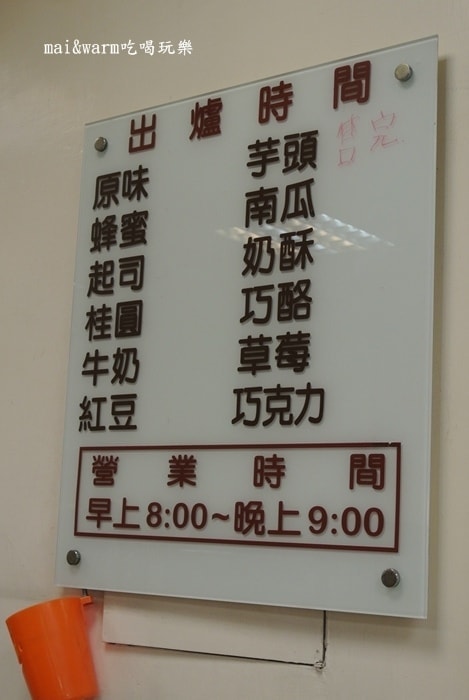 mai&warm吃喝玩樂
出爐時間
原味
蜂蜜
起司
桂圓
牛奶
紅豆
芋頭
南瓜
奶酥
巧酪
草莓
巧克力
售完
營業時間
早上8:00~晚上9:00